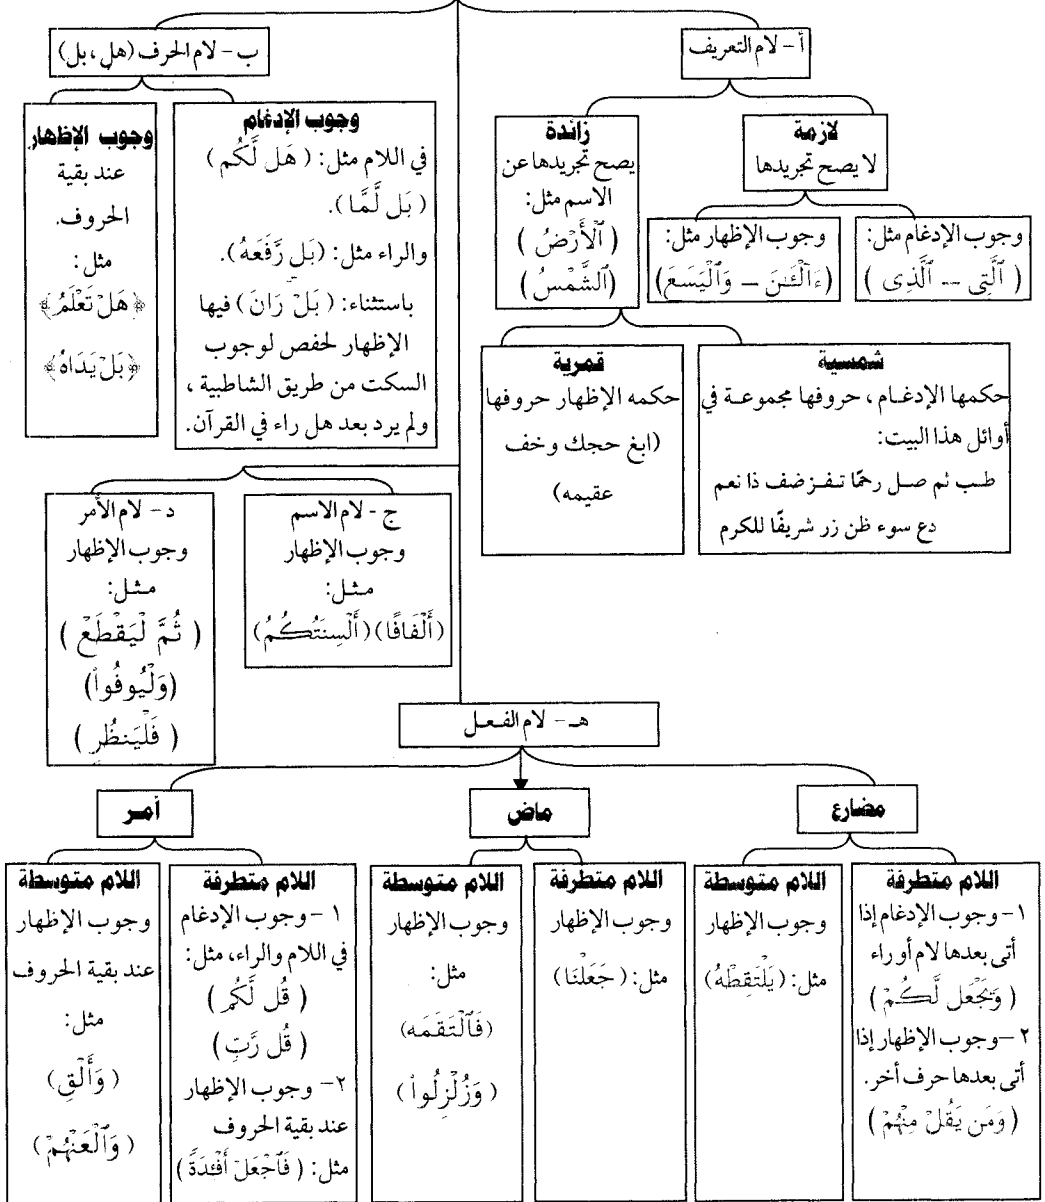 أ - لام التعريف
لازمة
لا يصح تجريدها
وجوب الإدغام مثل:
( ٱلَّتِى -- ٱلَّذِى )
وجوب الإظهار مثل:
(ءَالْـَٰٔنَ – وَٱلْيَسَعَ)
زائدة
يصح تجريدها عن
الاسم مثل:
( ٱلْأَرْضُ )
(ٱلشَّمْسُ )
شمسية
حكمها الإدغام ، حروفها مجموعة في
أوائل هذا البيت:
طب ثم صل رحمًا تفز ضف ذا نعم
دع سوء ظن زر شريفًا للكرم
قمرية
حكمه الإظهار حروفها
(ابغ حجك وخف
عقيمه)
ب - لام الحرف (هل ، بل)
وجوب الإدغام
في اللام مثل: ( هَل لَّكُم )
( بَل لَّمَّا ).
والراء مثل: (بَل رَّفَعَهُ).
باستثناء: ( بَلْ رَانَ ) فيها
الإظهار لحفص لوجوب
السكت من طريق الشاطبية ،
ولم يرد بعد هل راء في القرآن.
وجوب الإظهار
عند بقية
الحروف.
مثل:
﴿هَلْ تَعْلَمُ﴾
﴿بَلْ يَدَاهُ﴾
ج - لام الاسم
وجوب الإظهار
مثل:
(أَلْفَافًا)(أَلْسِنَتُكُمُ)
د - لام الأمر
وجوب الإظهار
مثل:
( ثُمَّ لْيَقْطَعْ )
(وَلْيُوفُوا۟)
( فَلْيَنظُرِ )
هـ - لام الفعل
مضارع
اللام متطرفة
١ - وجوب الإدغام إذا
أتى بعدها لام أو راء
( وَيَجْعَل لَّكُمْ )
٢ - وجوب الإظهار إذا
أتى بعدها حرف أخر.
( وَمَن يَقُلْ مِنْهُمْ )
اللام متوسطة
وجوب الإظهار
مثل: (يَلْتَقِطْهُ)
ماض
اللام متطرفة
وجوب الإظهار
مثل: (جَعَلْنَا)
اللام متوسطة
وجوب الإظهار
مثل:
(فَٱلْتَقَمَه)
( وَزُلْزِلُوا۟ )
أمر
اللام متطرفة
١ - وجوب الإدغام
في اللام والراء، مثل:
( قُل لَّكُم )
( قُل رَّبِّ )
٢- وجوب الإظهار
عند بقية الحروف
مثل: ( فَٱجْعَلْ أَفْـِٔدَةً )
اللام متوسطة
وجوب الإظهار
عند بقية الحروف
مثل:
( وَأَلْقِ )
( وَٱلْعَنْهُمْ )